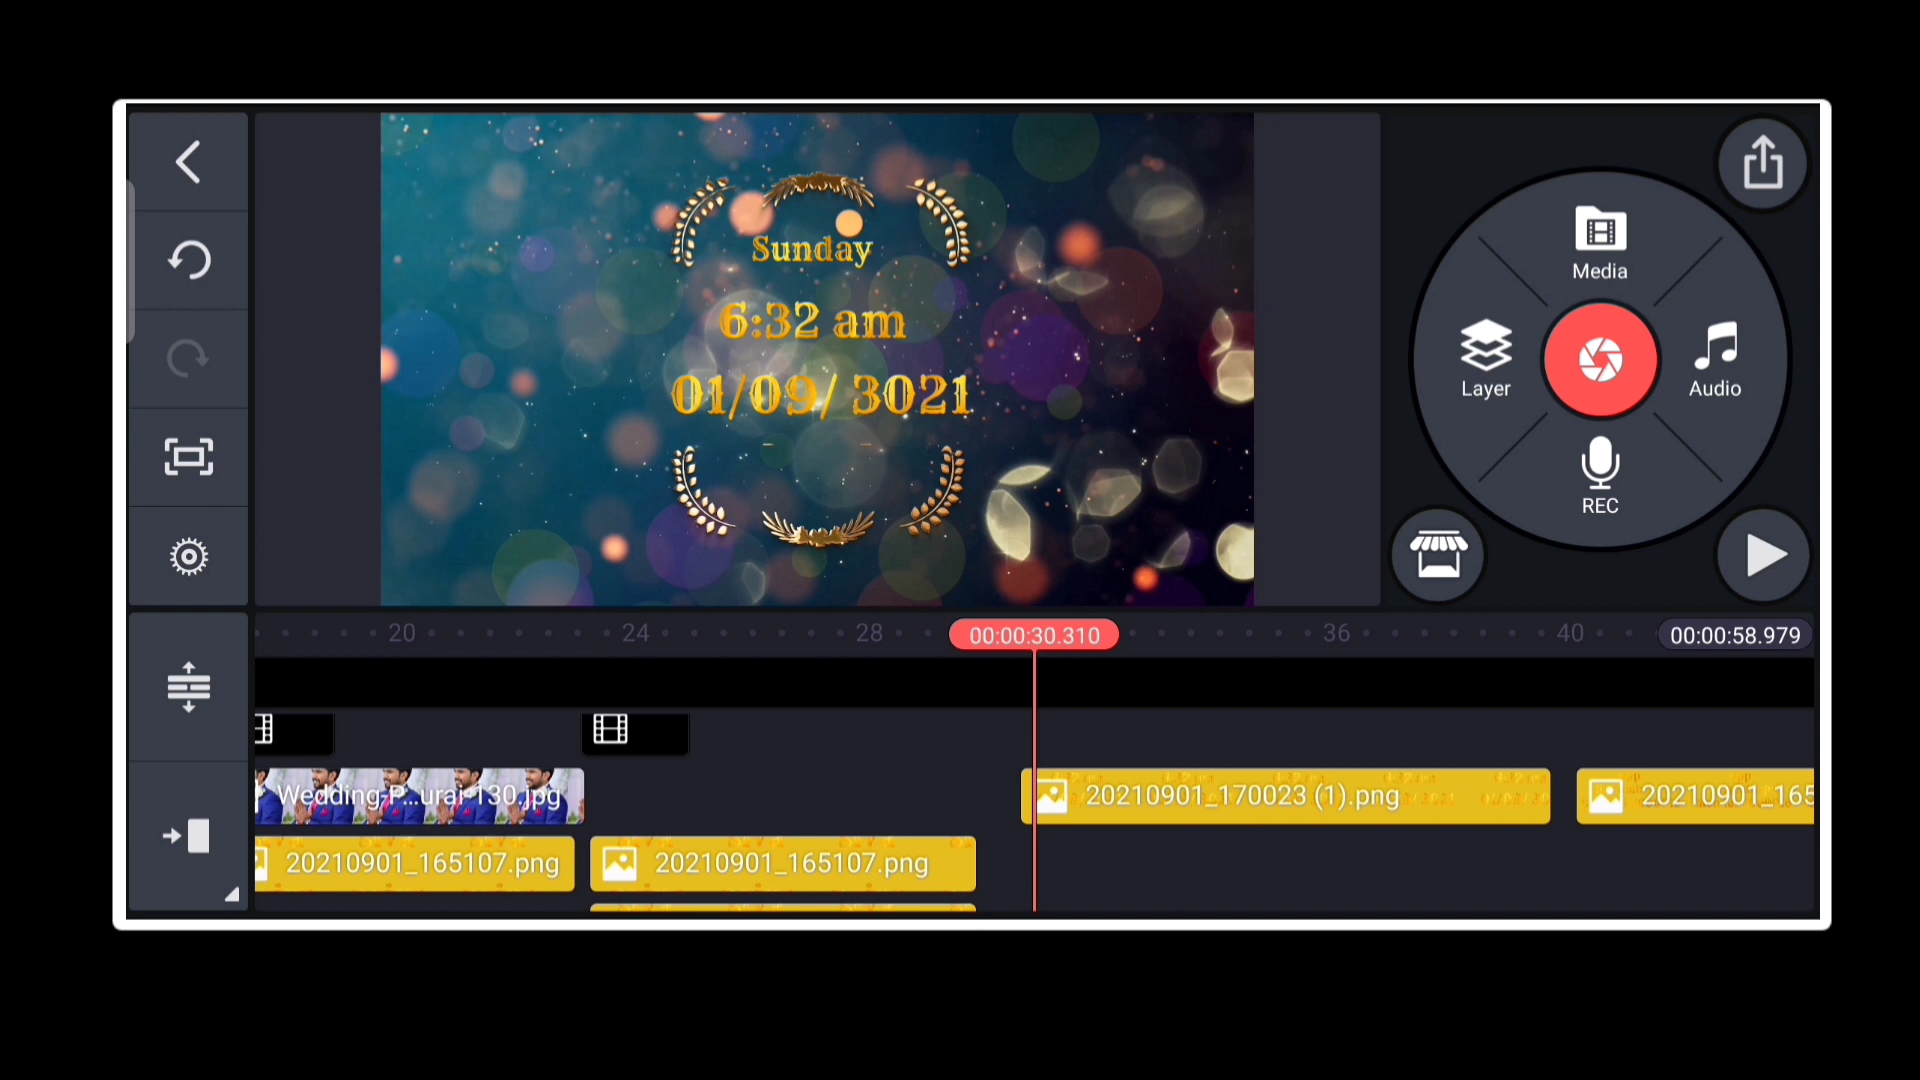 Sunday
6:32 am
01/09/ 3021
Media
Layer
Audio
REC
20
24
28
00:00:30.310
36
40
00:00:58.979
Wedding-P...urai-130.jpg
20210901_170023 (1).png
20210901_165
20210901_165107.png
20210901_165107.png